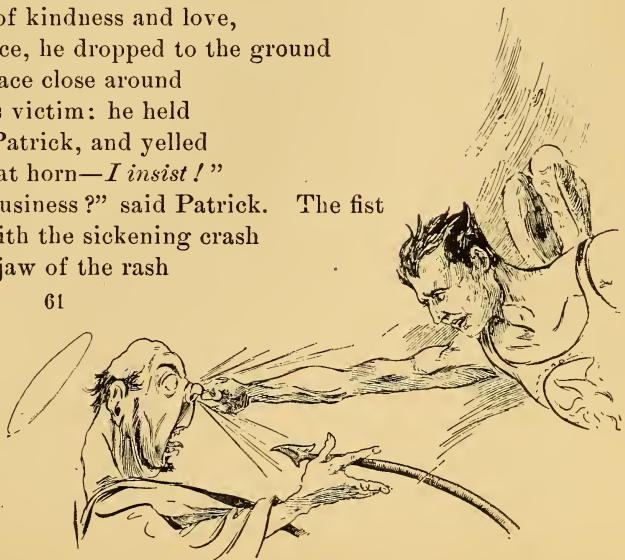 of kindness and love,
ce, he dropped to the ground
ace close around
s victim: he held
Patrick, and yelled
at horn—I insist!"
usiness?" said Patrick. The fist
ith the sickening crash
jaw of the rash
61